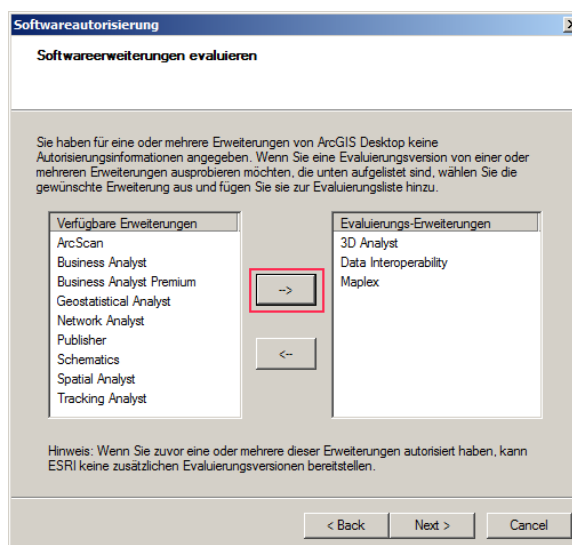 Softwareautorisierung
Softwareerweiterungen evaluieren
Sie haben für eine oder mehrere Erweiterungen von ArcGIS Desktop keine
Autorisierungsinformationen angegeben. Wenn Sie eine Evaluierungsversion von einer oder
mehreren Erweiterungen ausprobieren möchten, die unten aufgelistet sind, wählen Sie die
gewünschte Erweiterung aus und fügen Sie sie zur Evaluierungsliste hinzu.
Verfügbare Erweiterungen
ArcScan
Business Analyst
Business Analyst Premium
Geostatistical Analyst
Network Analyst
Publisher
Schematics
Spatial Analyst
Tracking Analyst
-->
<--
Evaluierungs-Erweiterungen
3D Analyst
Data Interoperability
Maplex
Hinweis: Wenn Sie zuvor eine oder mehrere dieser Erweiterungen autorisiert haben, kann
ESRI keine zusätzlichen Evaluierungsversionen bereitstellen.
< Back
Next >
Cancel